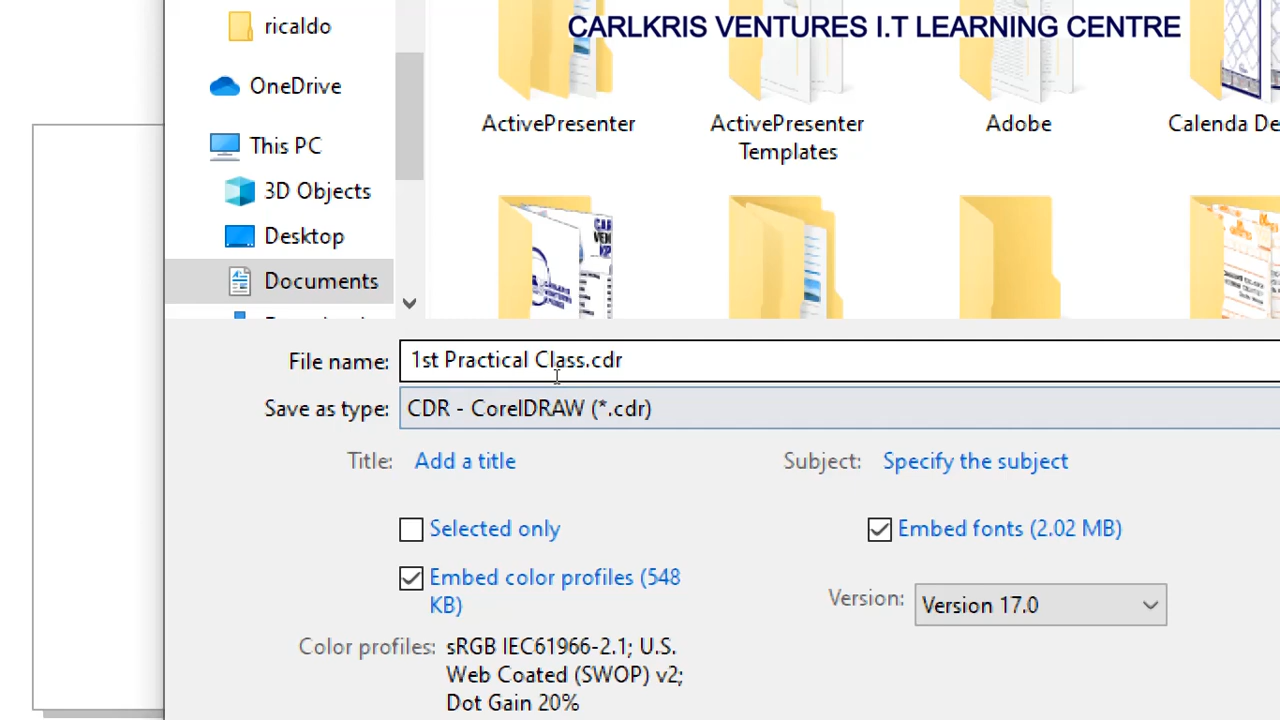 CARLKRIS VENTURES I.T LEARNING CENTRE
ricaldo
OneDrive
This PC
3D Objects
Desktop
Documents
ActivePresenter
ActivePresenter
Templates
Adobe
Calenda De
File name: 1st Practical Class.cdr
Save as type: CDR - CorelDRAW (*.cdr)
Title: Add a title
Subject: Specify the subject
Selected only
Embed fonts (2.02 MB)
Embed color profiles (548
KB)
Version: Version 17.0
Color profiles: sRGB IEC61966-2.1; U.S.
Web Coated (SWOP) v2;
Dot Gain 20%